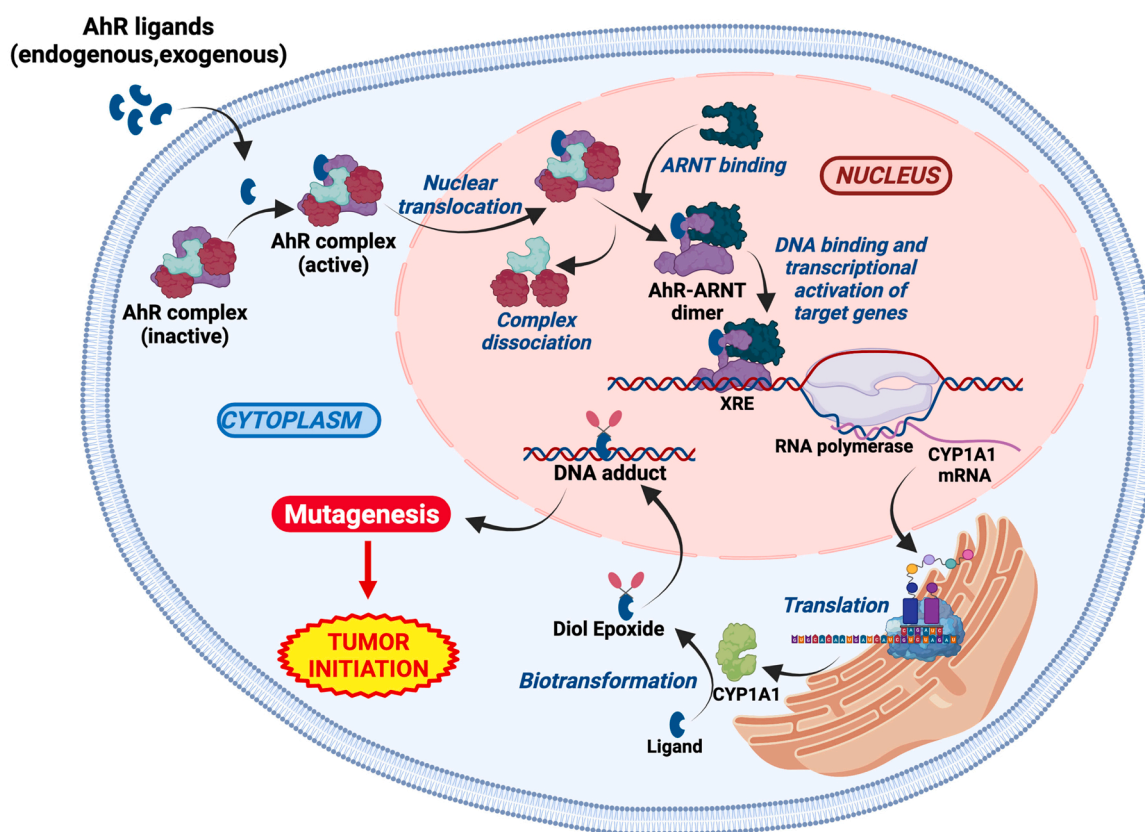 AhR ligands
(endogenous,exogenous)
ARNT binding
NUCLEUS
Nuclear
translocation
AhR complex
(active)
AhR complex
(inactive)
AhR-ARNT
dimer
DNA binding and
transcriptional
activation of
target genes
Complex
dissociation
XRE
CYTOPLASM
RNA polymerase
CYP1A1
mRNA
DNA adduct
Mutagenesis
Translation
Diol Epoxide
TUMOR
INITIATION
Biotransformation
CYP1A1
Ligand